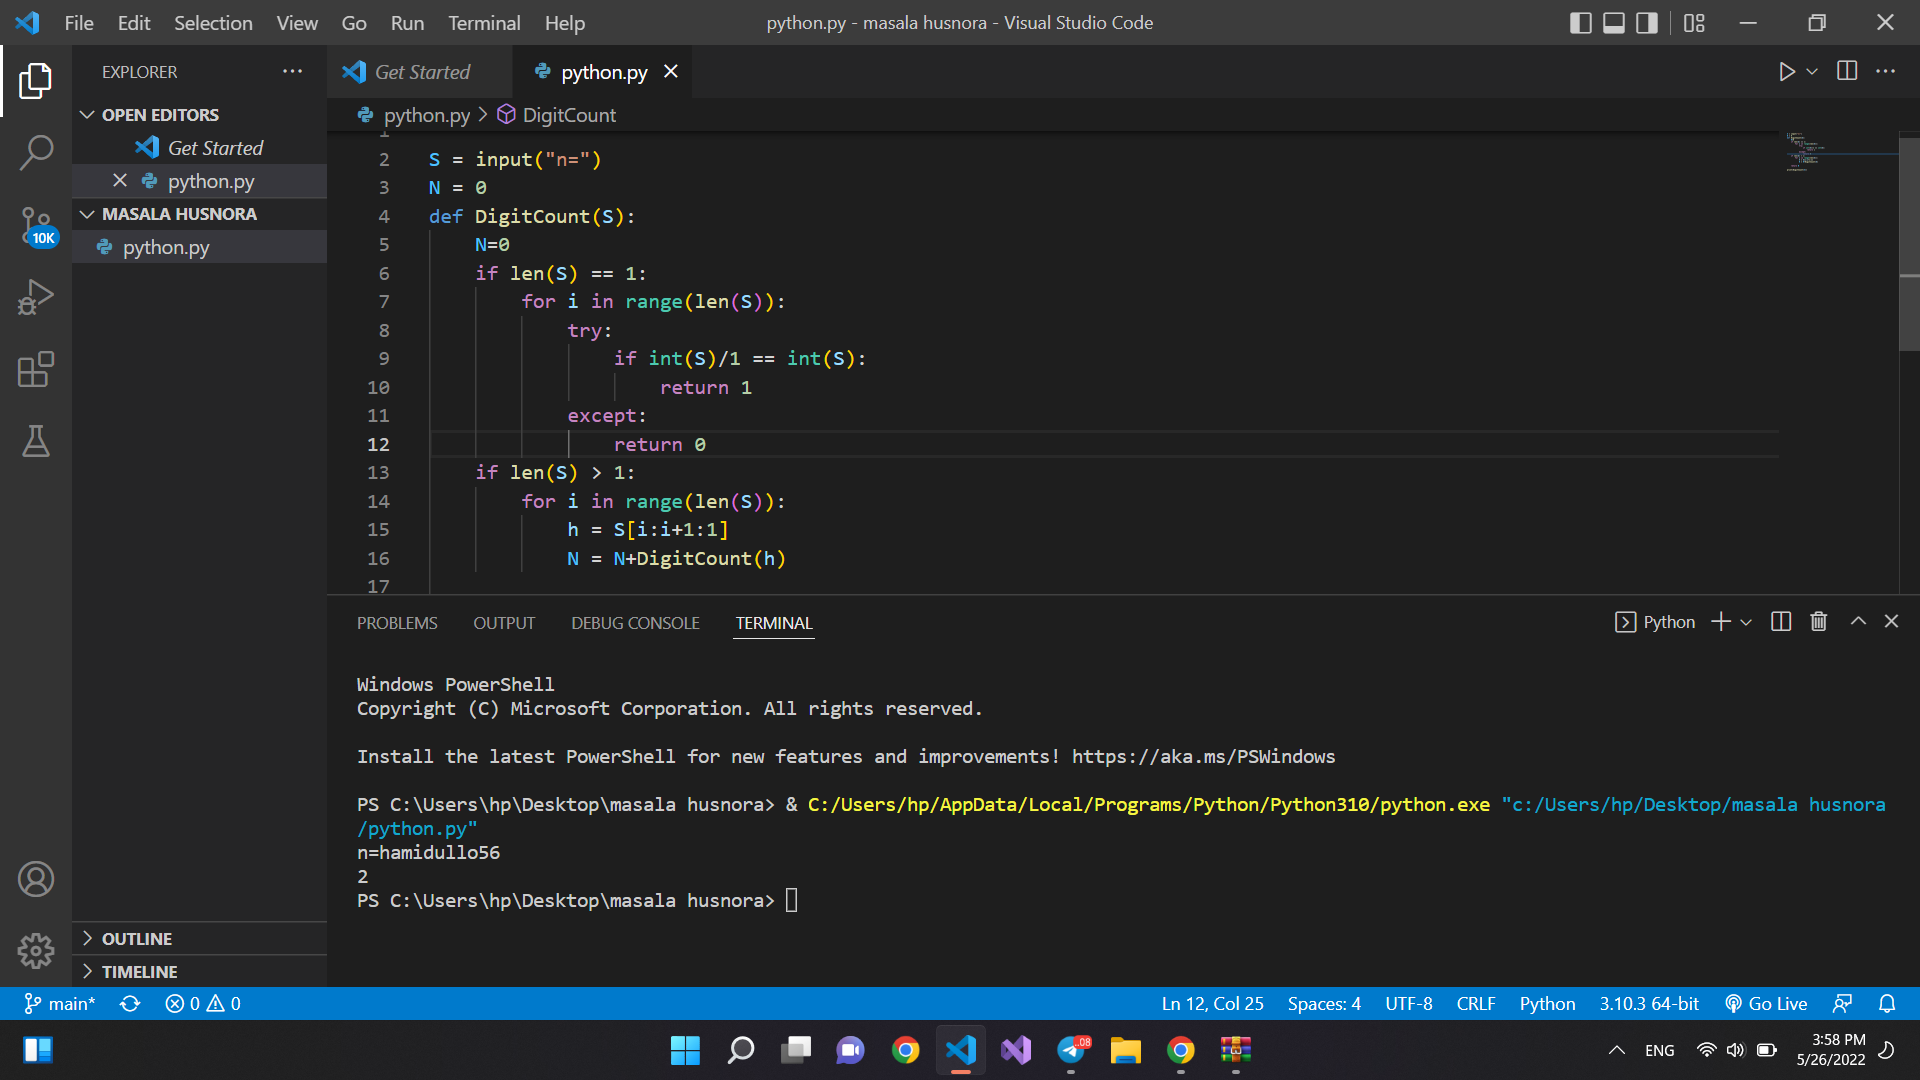 File Edit Selection View Go Run Terminal Help
python.py - masala husnora - Visual Studio Code
EXPLORER
OPEN EDITORS
Get Started
python.py
MASALA HUSNORA
python.py
10K
OUTLINE
TIMELINE
Get Started
python.py
python.py > DigitCount
1
2 S = input("n=")
3 N = 0
4 def DigitCount(S):
5 N=0
6 if len(S) == 1:
7 for i in range(len(S)):
8 try:
9 if int(S)/1 == int(S):
10 return 1
11 except:
12 return 0
13 if len(S) > 1:
14 for i in range(len(S)):
15 h = S[i:i+1:1]
16 N = N+DigitCount(h)
17
PROBLEMS OUTPUT DEBUG CONSOLE TERMINAL
Python
Windows PowerShell
Copyright (C) Microsoft Corporation. All rights reserved.
Install the latest PowerShell for new features and improvements! https://aka.ms/PSWindows
PS C:\Users\hp\Desktop\masala husnora> & C:/Users/hp/AppData/Local/Programs/Python/Python310/python.exe "c:/Users/hp/Desktop/masala husnora
/python.py"
n=hamidullo56
2
PS C:\Users\hp\Desktop\masala husnora>
main* 0 0
Ln 12, Col 25 Spaces: 4 UTF-8 CRLF Python 3.10.3 64-bit Go Live
.08
ENG
3:58 PM
5/26/2022